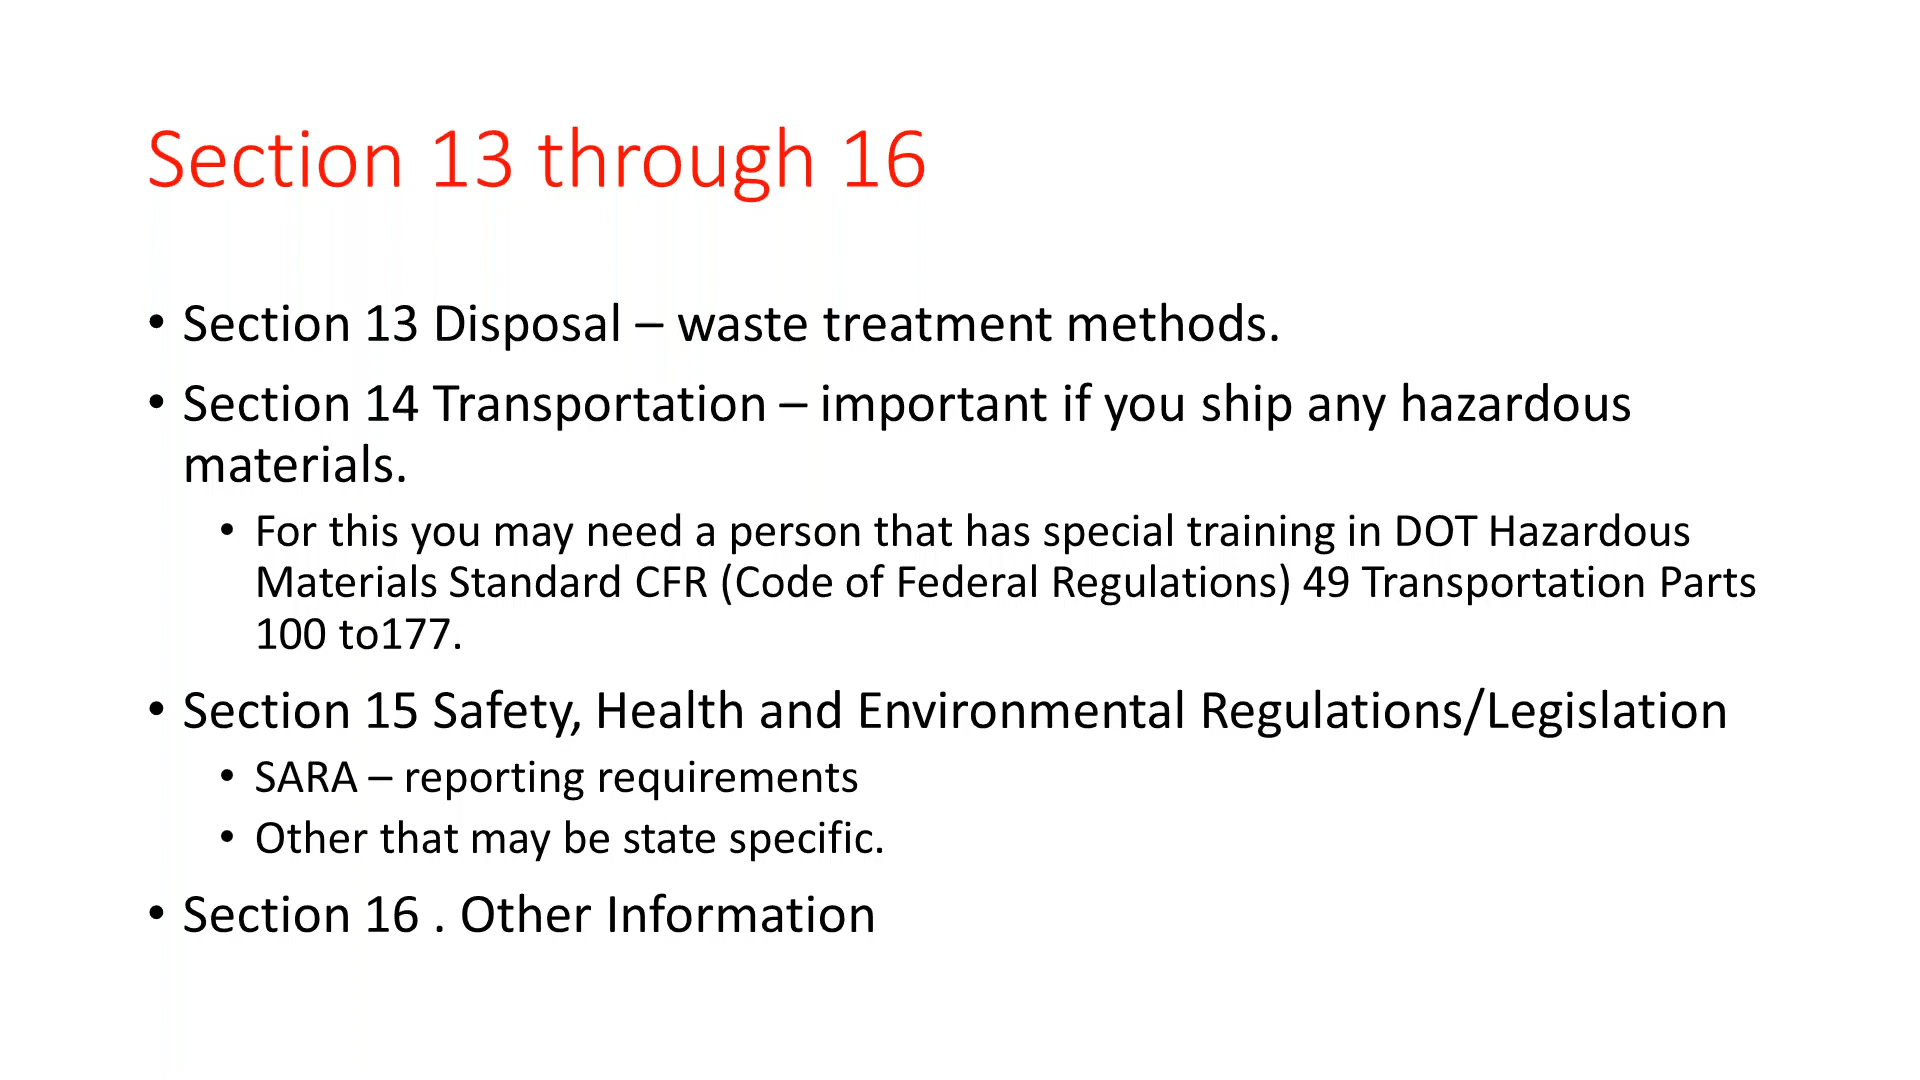 Section 13 through 16
• Section 13 Disposal – waste treatment methods.
• Section 14 Transportation – important if you ship any hazardous
materials.
• For this you may need a person that has special training in DOT Hazardous
Materials Standard CFR (Code of Federal Regulations) 49 Transportation Parts
100 to177.
• Section 15 Safety, Health and Environmental Regulations/Legislation
• SARA – reporting requirements
• Other that may be state specific.
• Section 16 . Other Information